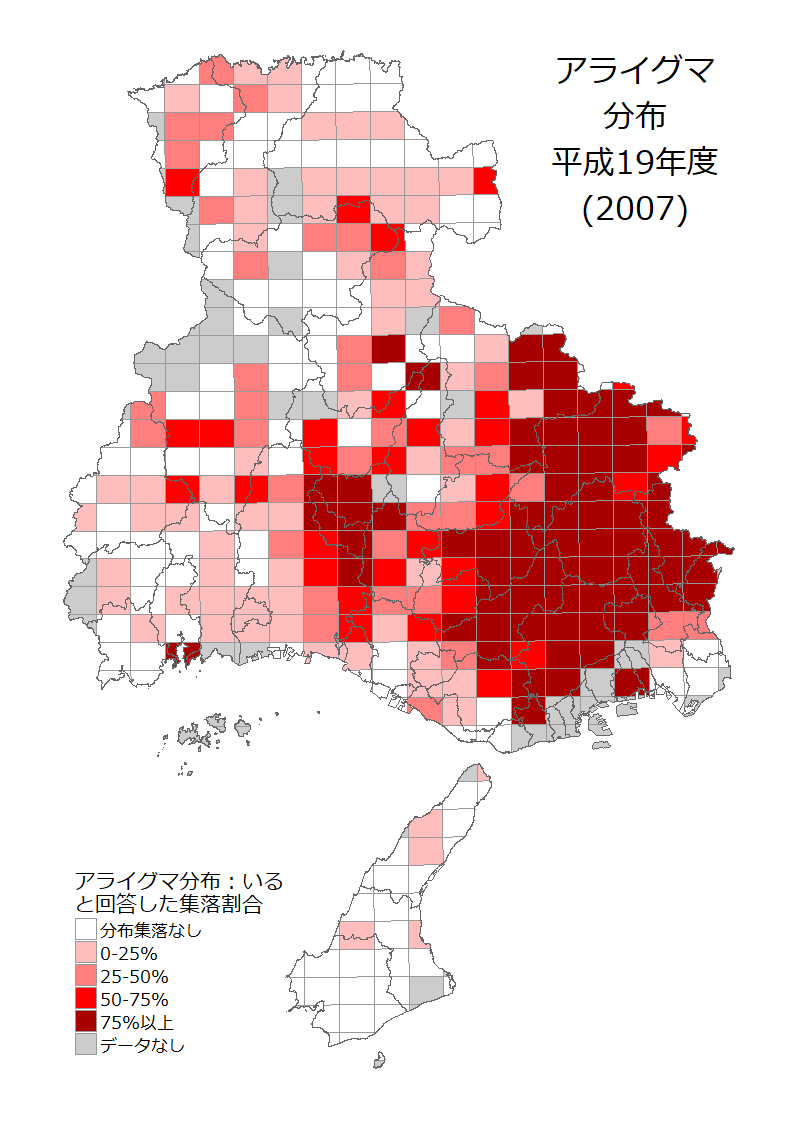 アライグマ
分布
平成19年度
(2007)
アライグマ分布：いる
と回答した集落割合
分布集落なし
0-25%
25-50%
50-75%
75%以上
データなし